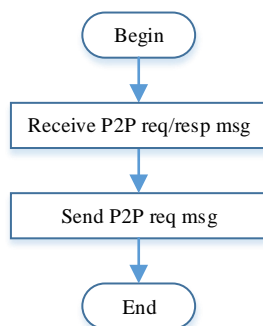 Begin
Receive P2P req/resp msg
Send P2P req msg
End